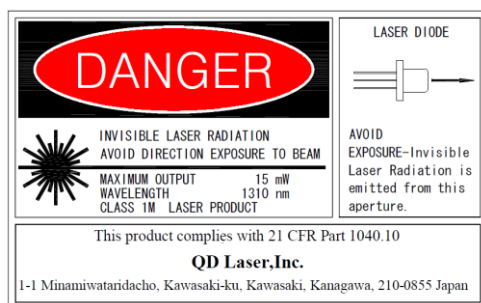 DANGER
INVISIBLE LASER RADIATION
AVOID DIRECTION EXPOSURE TO BEAM
MAXIMUM OUTPUT 15 mW
WAVELENGTH 1310 nm
CLASS 1M LASER PRODUCT
LASER DIODE
AVOID
EXPOSURE-Invisible
Laser Radiation is
emitted from this
aperture.
This product complies with 21 CFR Part 1040.10
QD Laser,Inc.
1-1 Minamiwataridacho, Kawasaki-ku, Kawasaki, Kanagawa, 210-0855 Japan